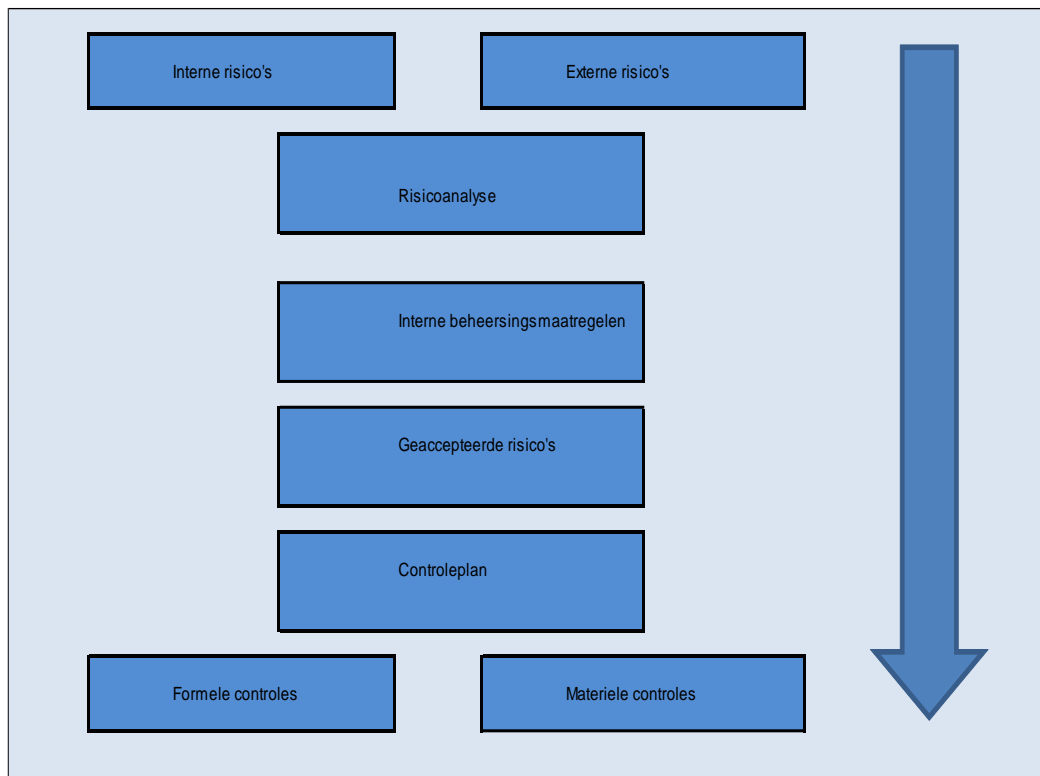 Interne risico's
Externe risico's
Risicoanalyse
Interne beheersingsmaatregelen
Geaccepteerde risico's
Controleplan
Formele controles
Materiele controles